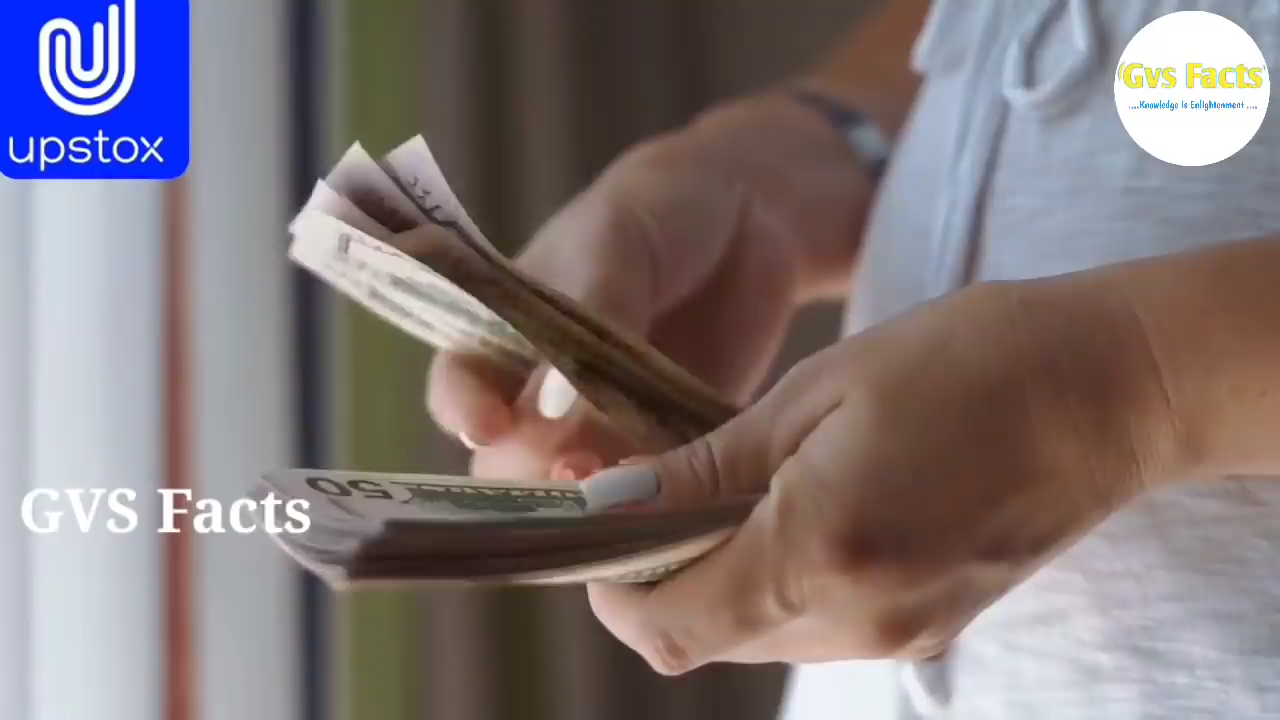 upstox
Gvs Facts
....Knowledge is Enlightenment ....
GVS Facts
50